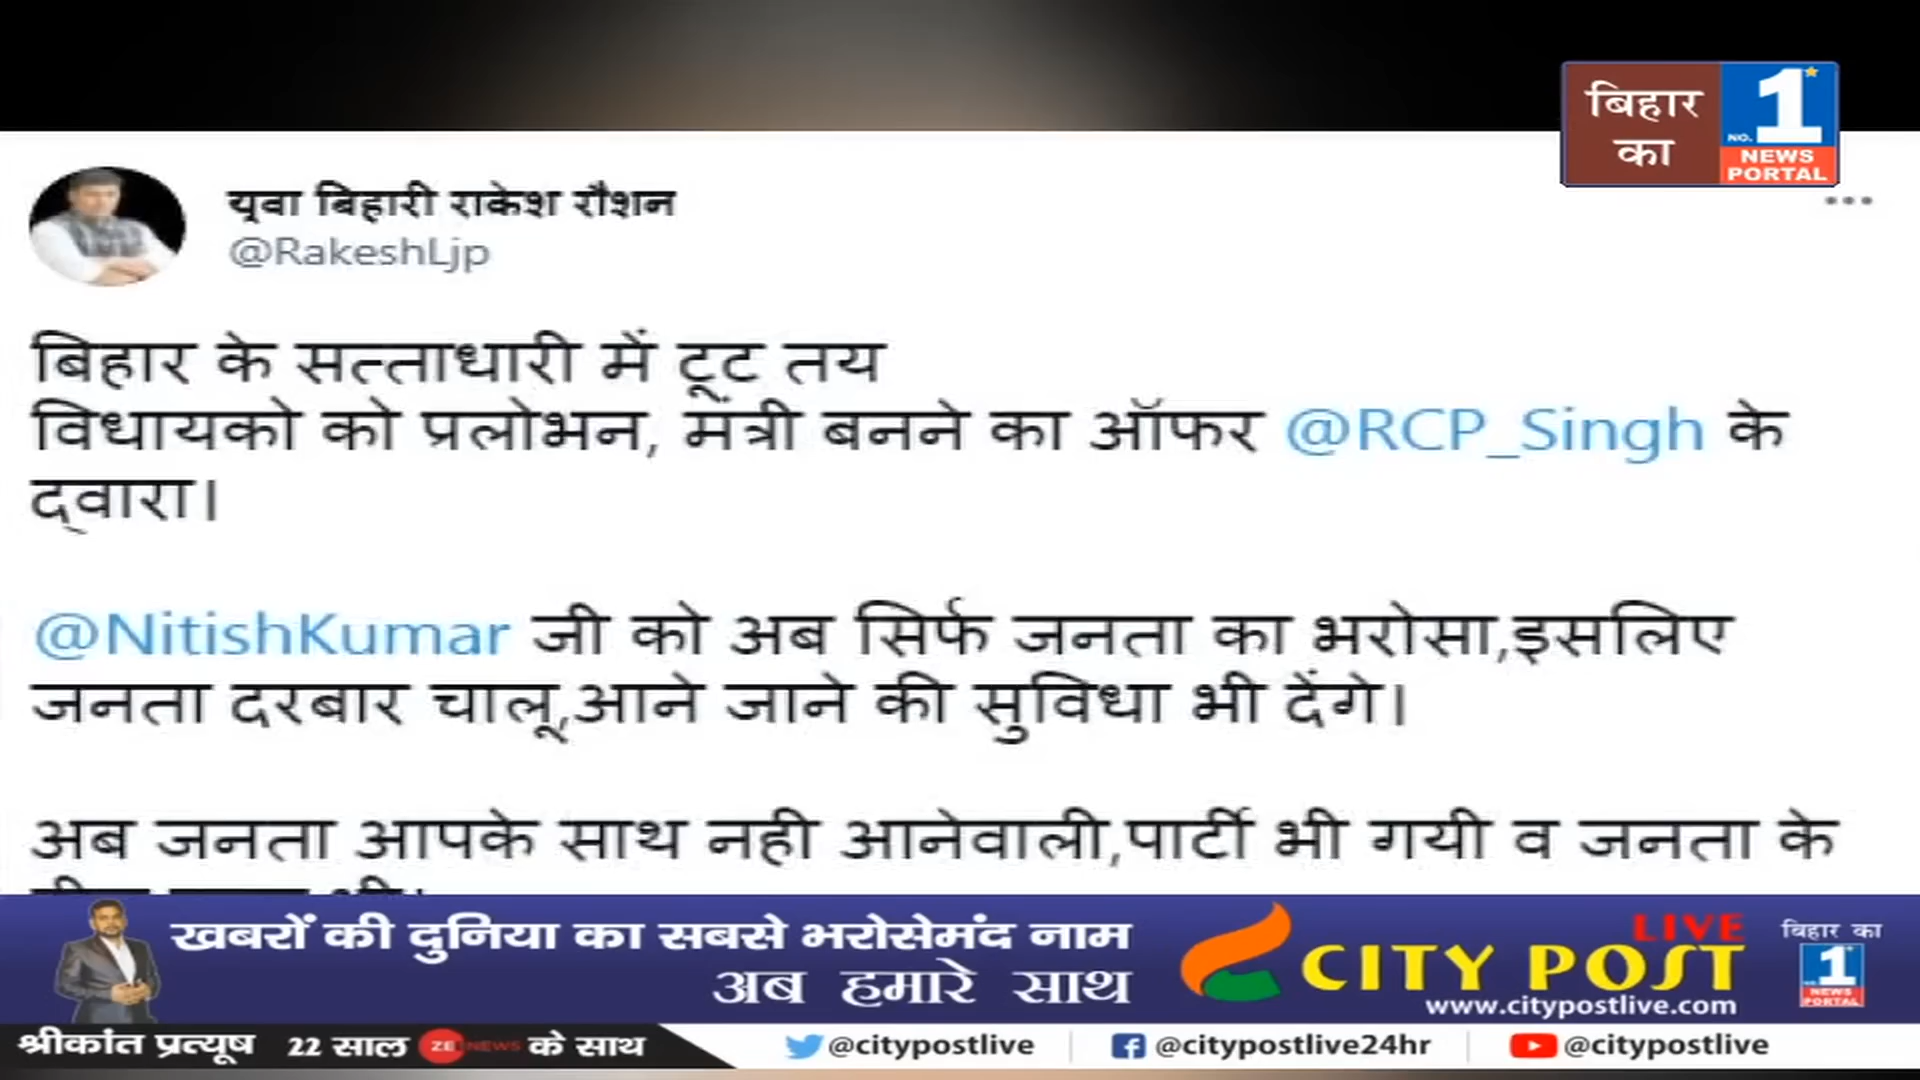 बिहार
का
NO. 1
NEWS
PORTAL
युवा बिहारी राकेश रौशन
@RakeshLjp
बिहार के सत्ताधारी में टूट तय
विधायको को प्रलोभन, मंत्री बनने का ऑफर @RCP_Singh के
द्वारा।
@NitishKumar जी को अब सिर्फ जनता का भरोसा,इसलिए
जनता दरबार चालू,आने जाने की सुविधा भी देंगे।
अब जनता आपके साथ नही आनेवाली,पार्टी भी गयी व जनता के
खबरों की दुनिया का सबसे भरोसेमंद नाम
अब हमारे साथ
LIVE
CITY POST
www.citypostlive.com
बिहार का
1
NEWS
PORTAL
श्रीकांत प्रत्यूष 22 साल ZEE NEWS के साथ
@citypostlive
@citypostlive24hr
@citypostlive